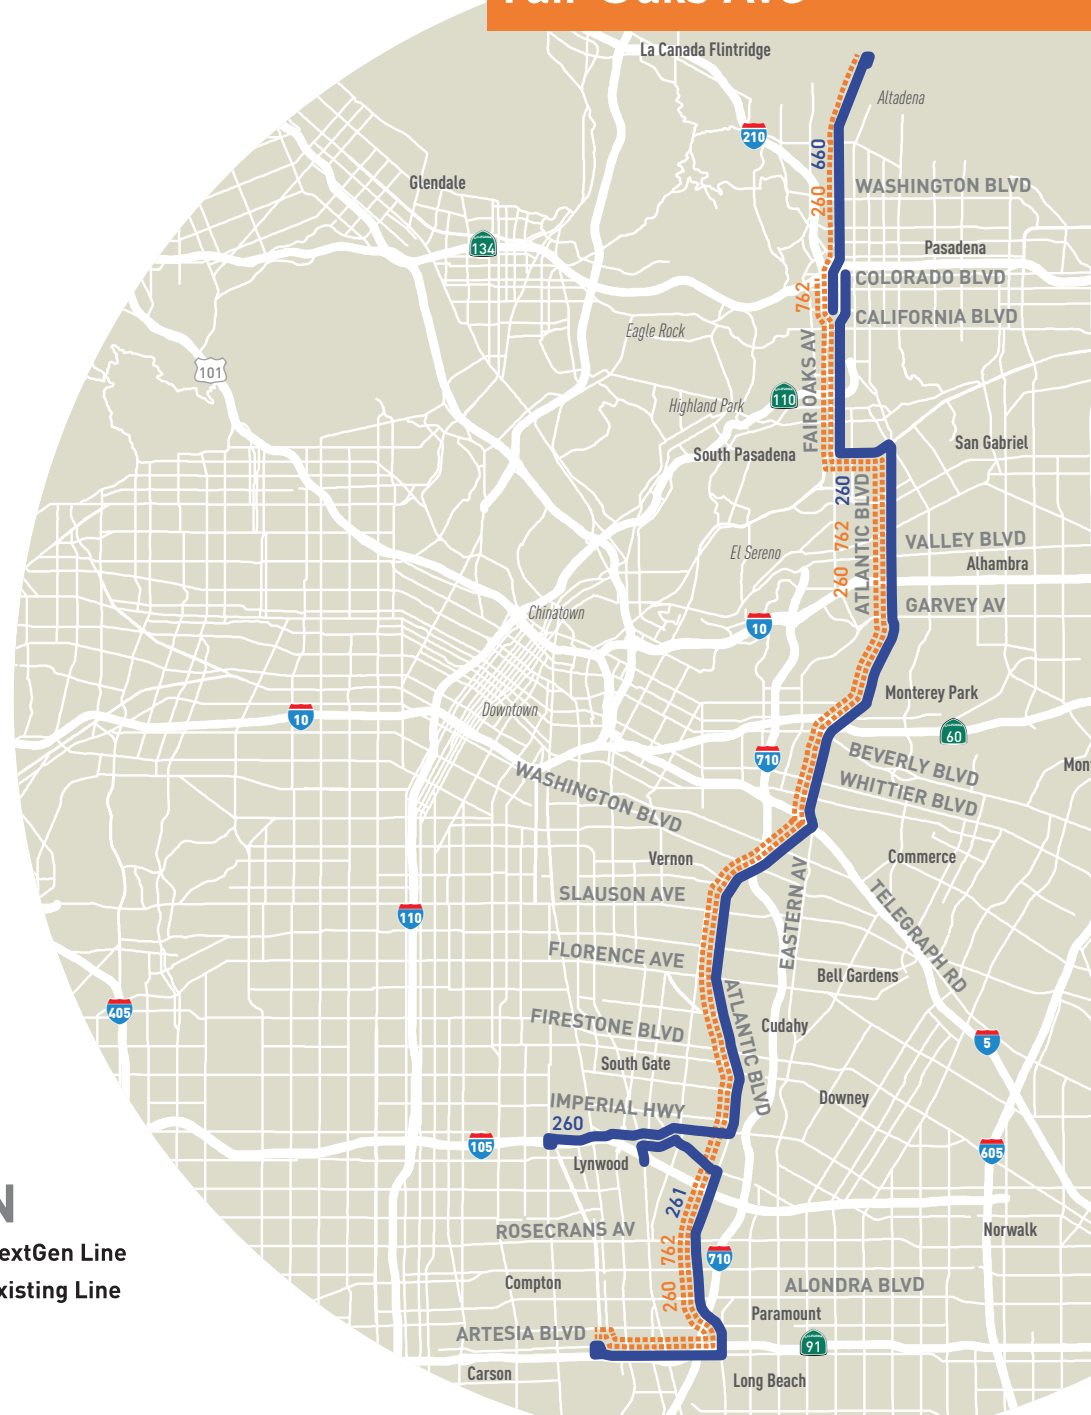 Fair Oaks Ave
La Canada Flintridge
Altadena
210
660
Glendale
WASHINGTON BLVD
260
134
Pasadena
COLORADO BLVD
762
CALIFORNIA BLVD
Eagle Rock
FAIR OAKS AV
101
110
Highland Park
San Gabriel
South Pasadena
260
ATLANTIC BLVD
762
VALLEY BLVD
El Sereno
Alhambra
260
GARVEY AV
Chinatown
10
Monterey Park
Downtown
10
60
BEVERLY BLVD
710
WHITTIER BLVD
WASHINGTON BLVD
Vernon
Commerce
SLAUSON AVE
EASTERN AV
TELEGRAPH RD
110
FLORENCE AVE
Bell Gardens
ATLANTIC BLVD
405
FIRESTONE BLVD
Cudahy
5
South Gate
Downey
IMPERIAL HWY
260
105
605
Lynwood
261
N
ROSECRANS AV
Norwalk
extGen Line
762
710
Compton
ALONDRA BLVD
xisting Line
260
Paramount
ARTESIA BLVD
91
Carson
Long Beach